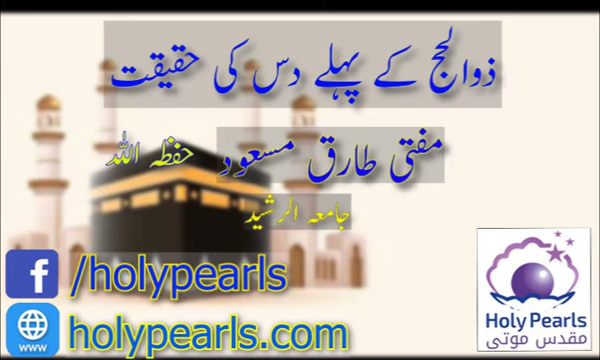 ذوالحج کے پہلے دس کی حقیقت
مفتی طارق مسعود حفظہ اللہ
جامعہ الرشید
f /holypearls
www holypearls.com
Holy Pearls
مقدس موتی